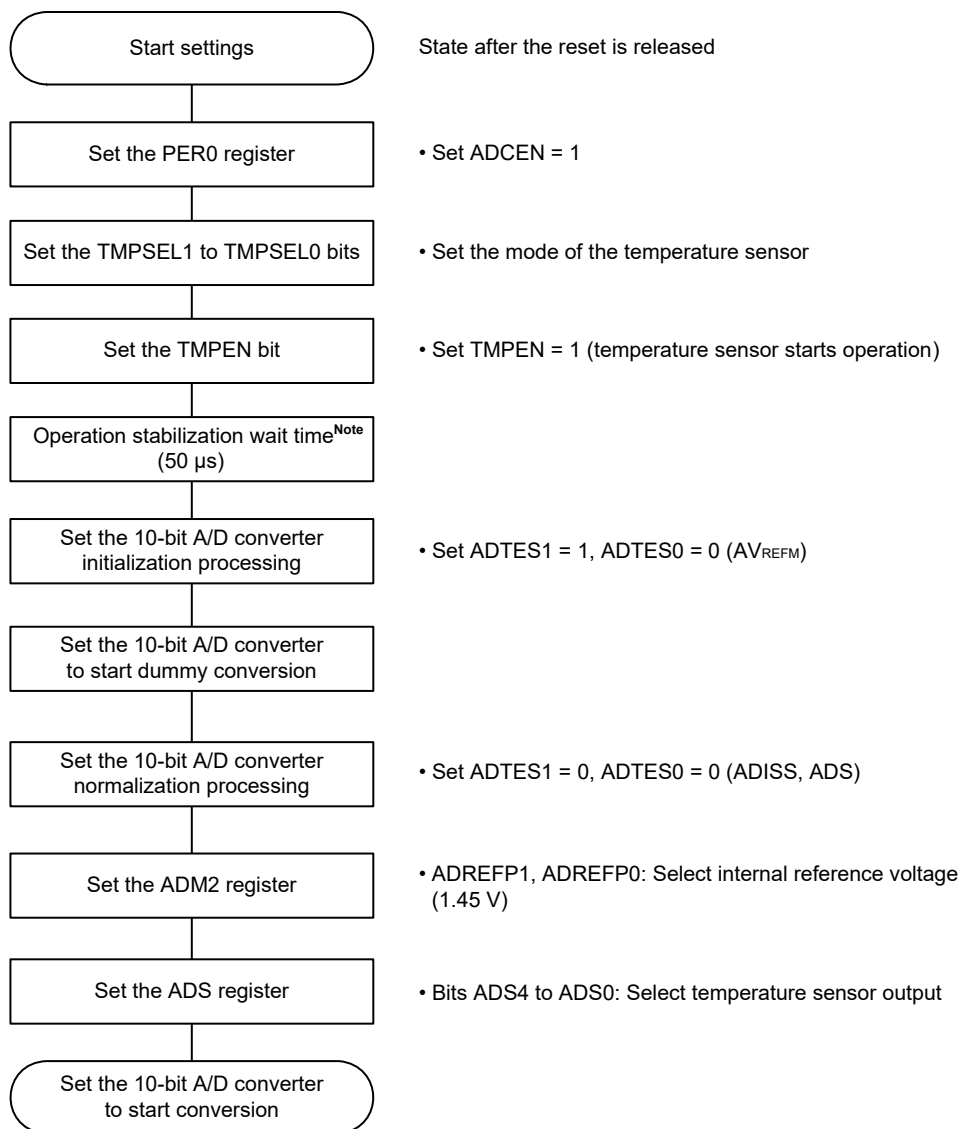 Start settings
State after the reset is released
Set the PER0 register
• Set ADCEN = 1
Set the TMPSEL1 to TMPSEL0 bits
• Set the mode of the temperature sensor
Set the TMPEN bit
• Set TMPEN = 1 (temperature sensor starts operation)
Operation stabilization wait timeNote
(50 µs)
Set the 10-bit A/D converter
initialization processing
• Set ADTES1 = 1, ADTES0 = 0 (AVREFM)
Set the 10-bit A/D converter
to start dummy conversion
Set the 10-bit A/D converter
normalization processing
• Set ADTES1 = 0, ADTES0 = 0 (ADISS, ADS)
Set the ADM2 register
• ADREFP1, ADREFP0: Select internal reference voltage
(1.45 V)
Set the ADS register
• Bits ADS4 to ADS0: Select temperature sensor output
Set the 10-bit A/D converter
to start conversion